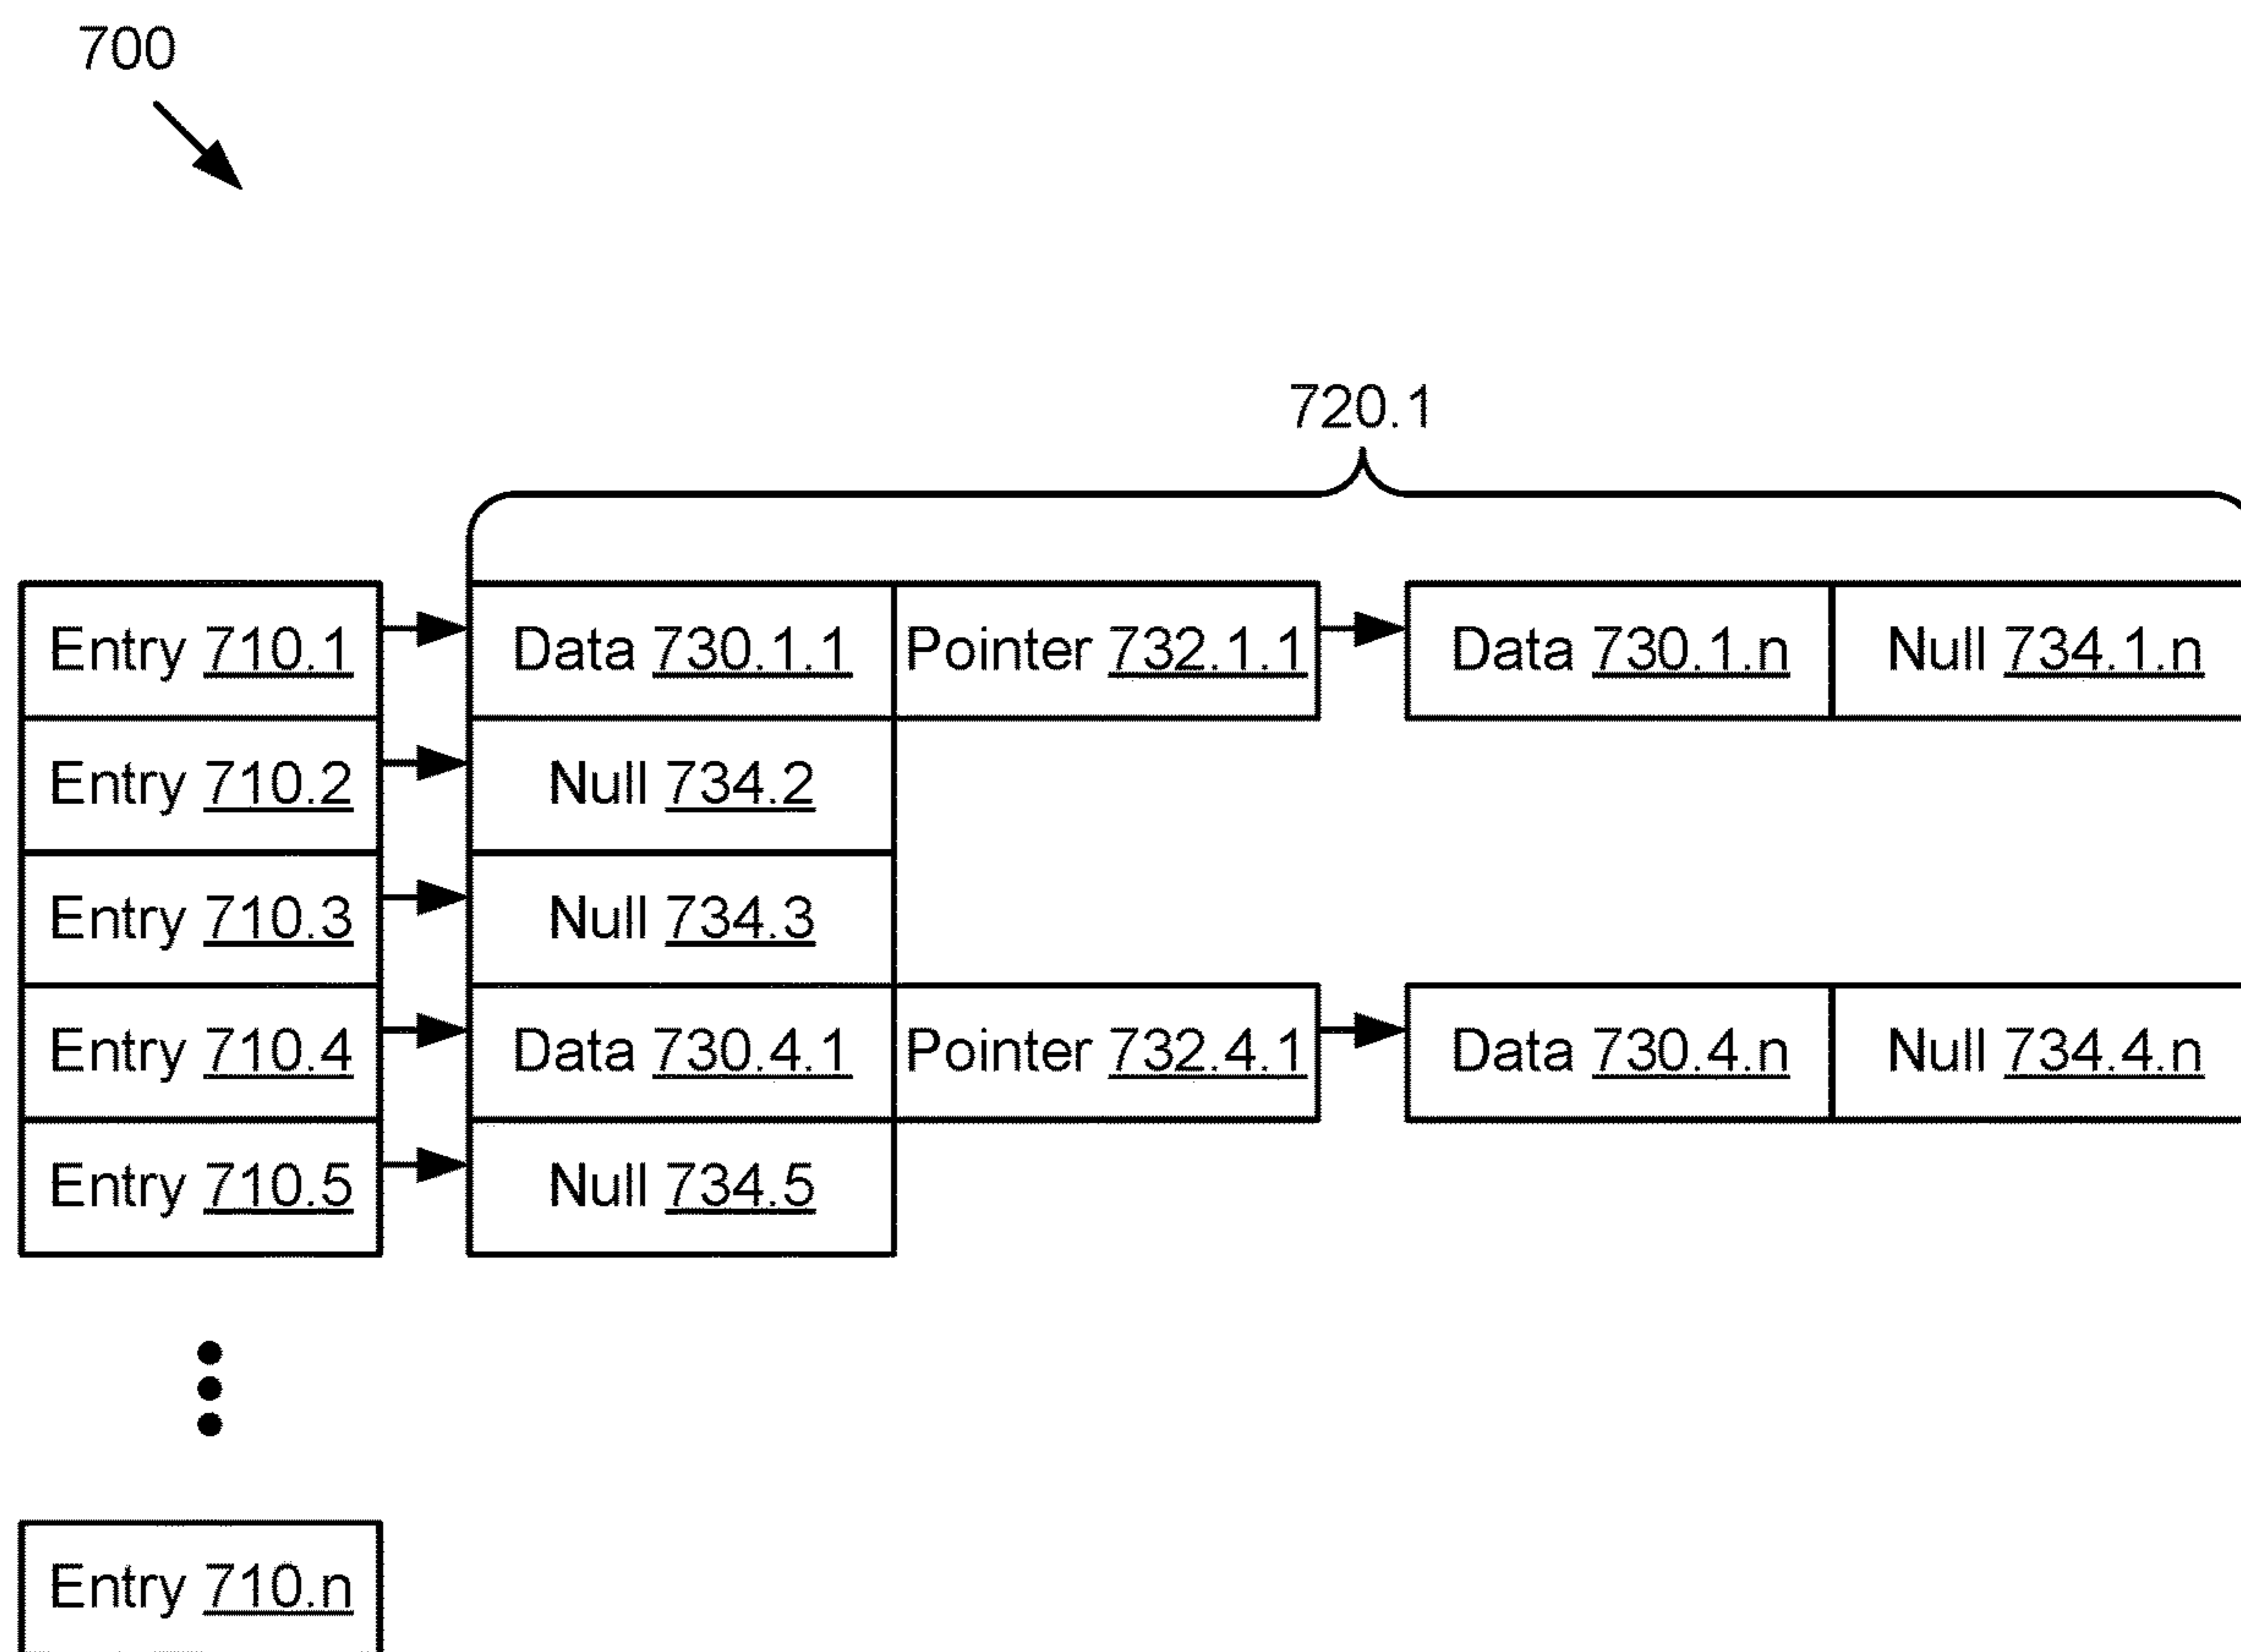 700
720.1
Entry 710.1 Data 730.1.1 Pointer 732.1.1 Data 730.1.n Null 734.1.n
Entry 710.2 Null 734.2
Entry 710.3 Null 734.3
Entry 710.4 Data 730.4.1 Pointer 732.4.1 Data 730.4.n Null 734.4.n
Entry 710.5 Null 734.5
Entry 710.n